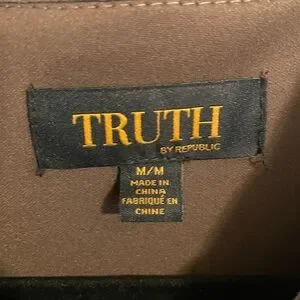 TRUTH
BY REPUBLIC
M/M
MADE IN
CHINA
FABRIQUÉ EN
CHINE